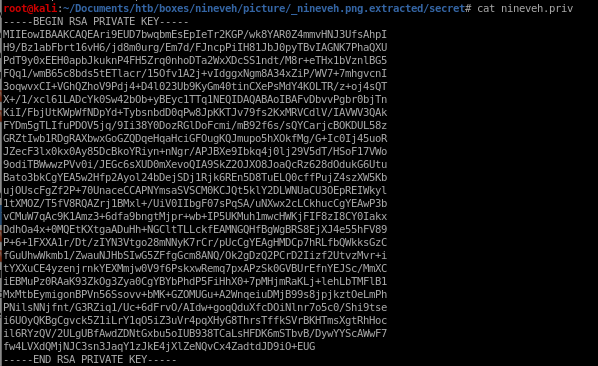 root@kali:~/Documents/htb/boxes/nineveh/picture/_nineveh.png.extracted/secret# cat nineveh.priv
-----BEGIN RSA PRIVATE KEY-----
MIIEowIBAAKCAQEAri9EUD7bwqbmEsEpIeTr2KGP/wk8YAR0Z4mmvHNJ3UfsAhpI
H9/Bz1abFbrt16vH6/jd8m0urg/Em7d/FJncpPiIH81JbJ0pyTBvIAGNK7PhaQXU
PdT9y0xEEH0apbJkuknP4FH5Zrq0nhoDTa2WxXDcSS1ndt/M8r+eTHx1bVznlBG5
FQq1/wmB65c8bds5tETlacr/15Ofv1A2j+vIdggxNgm8A34xZiP/WV7+7mhgvcnI
3oqwvxCI+VGhQZhoV9Pdj4+D4l023Ub9KyGm40tinCXePsMdY4KOLTR/z+oj4sQT
X+/1/xcl61LADcYk0Sw42bOb+yBEyc1TTq1NEQIDAQABAoIBAFvDbvvPgbr0bjTn
KiI/FbjUtKWpWfNDpYd+TybsnbdD0qPw8JpKKTJv79fs2KxMRVCdlV/IAVWV3QAk
FYDm5gTLIfuPDOV5jq/9Ii38Y0DozRGlDoFcmi/mB92f6s/sQYCarjcBOKDUL58z
GRZtIwb1RDgRAXbwxGoGZQDqeHqaHciGFOugKQJmupo5hXOkfMg/G+Ic0Ij45uoR
JZecF3lx0kx0Ay85DcBkoYRiyn+nNgr/APJBXe9Ibkq4j0lj29V5dT/HSoF17VWo
9odiTBWwwzPVv0i/JEGc6sXUD0mXevoQIA9SkZ2OJXO8JoaQcRz628dOdukG6Utu
Bato3bkCgYEA5w2Hfp2Ayol24bDejSDj1Rjk6REn5D8TuELQ0cffPujZ4szXW5Kb
ujOUscFgZf2P+70UnaceCCAPNYmsaSVSCM0KCJQt5klY2DLWNUaCU3OEpREIWkyl
1tXMOZ/T5fV8RQAZrj1BMxl+/UiV0IIbgF07sPqSA/uNXwx2cLCkhucCgYEAwP3b
vCMuW7qAc9K1Amz3+6dfa9bngtMjpr+wb+IP5UKMuh1mwcHWKjFIF8zI8CY0Iakx
DdhOa4x+0MQEtKXtgaADuHh+NGCltTLLckfEAMNGQHfBgWgBRS8EjXJ4e55hFV89
P+6+1FXXA1r/Dt/zIYN3Vtgo28mNNyK7rCr/pUcCgYEAgHMDCp7hRLfbQWkksGzC
fGuUhwWkmb1/ZwauNJHbSIwG5ZFfgGcm8ANQ/Ok2gDzQ2PCrD2Iizf2UtvzMvr+i
tYXXuCE4yzenjrnkYEXMmjw0V9f6PskxwRemq7pxAPzSk0GVBUrEfnYEJSc/MmXC
iEBMuPz0RAaK93ZkOg3Zya0CgYBYbPhdP5FiHhX0+7pMHjmRaKLj+lehLbTMFlB1
MxMtbEymigonBPVn56Ssovv+bMK+GZOMUGu+A2WnqeiuDMjB99s8jpjkztOeLmPh
PNilsNNjfnt/G3RZiq1/Uc+6dFrvO/AIdw+goqQduXfcDOiNlnr7o5c0/Shi9tse
i6UOyQKBgCgvck5Z1iLrY1qO5iZ3uVr4pqXHyG8ThrsTffkSVrBKHTmsXgtRhHoc
il6RYzQV/2ULgUBfAwdZDNtGxbu5oIUB938TCaLsHFDK6mSTbvB/DywYYScAWwF7
fw4LVXdQMjNJC3sn3JaqY1zJkE4jXlZeNQvCx4ZadtdJD9iO+EUG
-----END RSA PRIVATE KEY-----